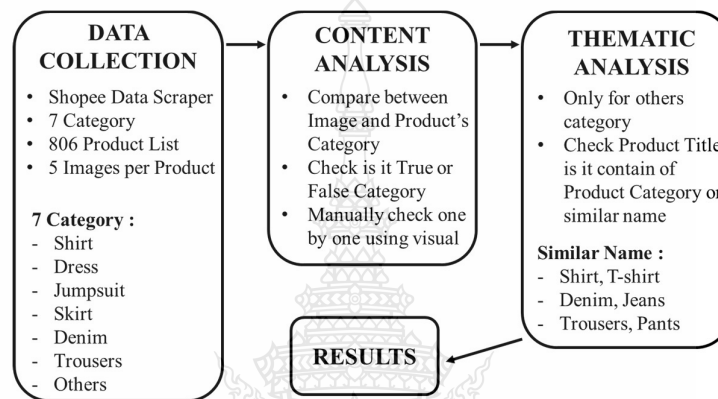 DATA
COLLECTION
• Shopee Data Scraper
• 7 Category
• 806 Product List
• 5 Images per Product
7 Category :
- Shirt
- Dress
- Jumpsuit
- Skirt
- Denim
- Trousers
- Others
CONTENT
ANALYSIS
• Compare between
Image and Product's
Category
• Check is it True or
False Category
• Manually check one
by one using visual
THEMATIC
ANALYSIS
• Only for others
category
• Check Product Title
is it contain of
Product Category or
similar name
Similar Name :
- Shirt, T-shirt
- Denim, Jeans
- Trousers, Pants
RESULTS